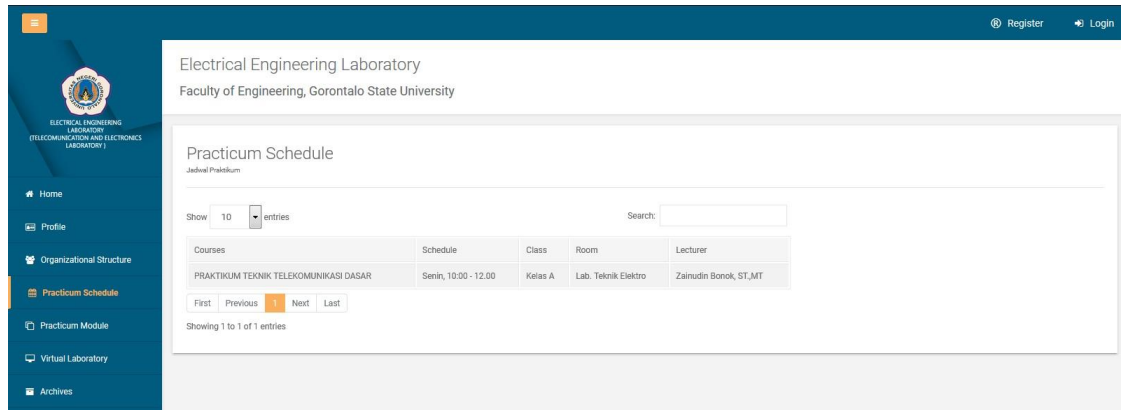 Register
Login
ELECTRICAL ENGINEERING
LABORATORY
(TELECOMUNICATION AND ELECTRONICS
LABORATORY )
Home
Profile
Organizational Structure
Practicum Schedule
Practicum Module
Virtual Laboratory
Archives
Electrical Engineering Laboratory
Faculty of Engineering, Gorontalo State University
Practicum Schedule
Jadwal Praktikum
Show 10 entries Search:
Courses Schedule Class Room Lecturer
PRAKTIKUM TEKNIK TELEKOMUNIKASI DASAR Senin, 10:00 - 12.00 Kelas A Lab. Teknik Elektro Zainudin Bonok, ST.,MT
First Previous 1 Next Last
Showing 1 to 1 of 1 entries